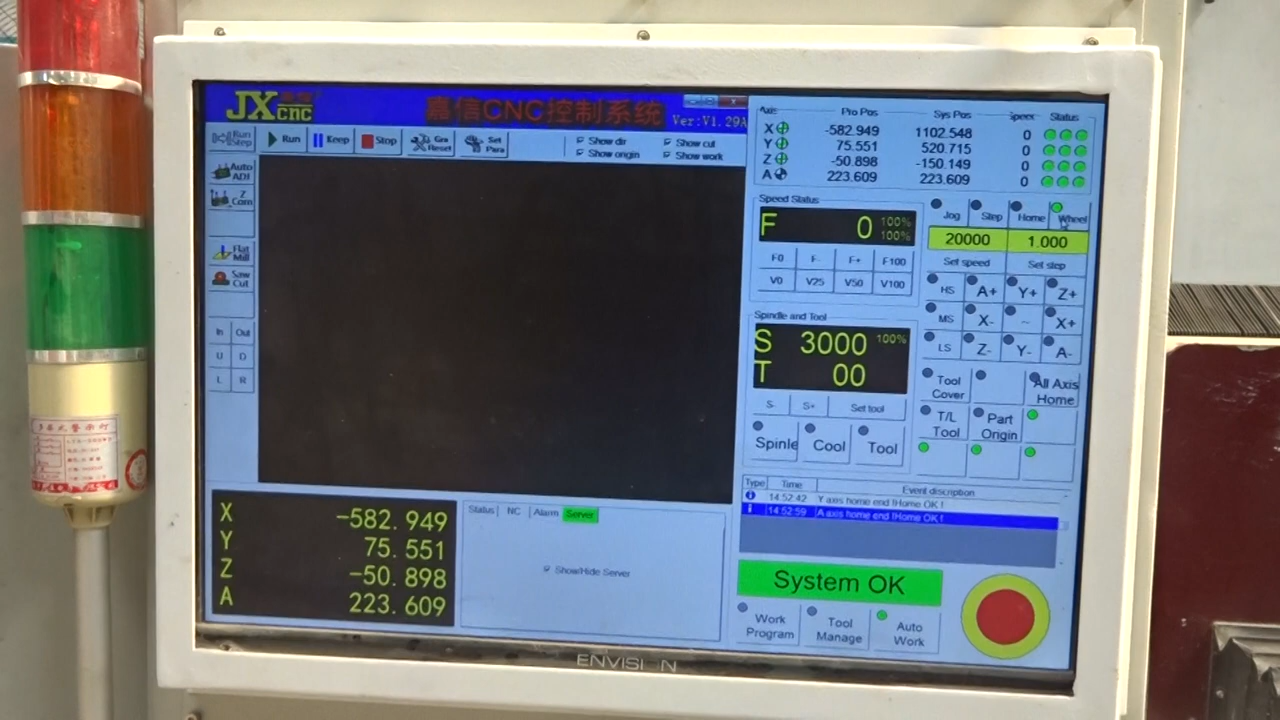 JX CNC
嘉信CNC控制系统
Ver:V1.29A
Run Step
Run
Keep
Stop
Gra Reset
Set Para
Show dir
Show cut
Show origin
Show work
Auto ADJ
Z Com
Flat Mill
Saw Cut
In Out
U D
L R
Axis Pro Pos Sys Pos Speed Status
X -582.949 1102.548 0
Y 75.551 520.715 0
Z -50.898 -150.149 0
A 223.609 223.609 0
Speed Status
F 0 100%
100%
F0 F- F+ F100
V0 V25 V50 V100
Jog Step Home Wheel
20000 1.000
Set speed Set step
HS A+ Y+ Z+
MS X- ~ X+
LS Z- Y- A-
Spindle and Tool
S 3000 100%
T 00
S- S+ Set tool
Spinle Cool Tool
Tool Cover
All Axis Home
T/L Tool
Part Origin
Type Time Event discription
14:52:42 Y axis home end !Home OK !
14:52:59 A axis home end !Home OK !
X -582.949
Y 75.551
Z -50.898
A 223.609
Status NC Alarm Server
Show/Hide Server
System OK
Work Program
Tool Manage
Auto Work
ENVISION